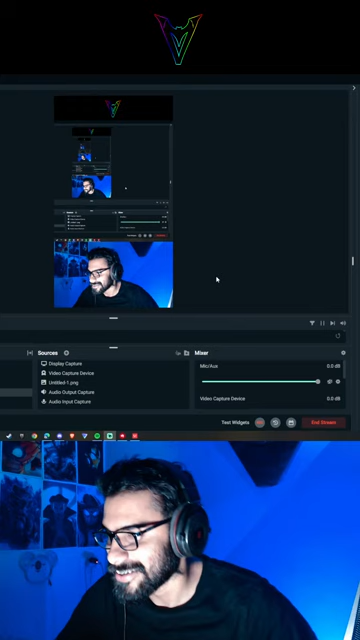 Sources
Mixer
Display Capture
Video Capture Device
Untitled-1.png
Audio Output Capture
Audio Input Capture
Mic/Aux
0.0 dB
Video Capture Device
0.0 dB
Test Widgets
End Stream